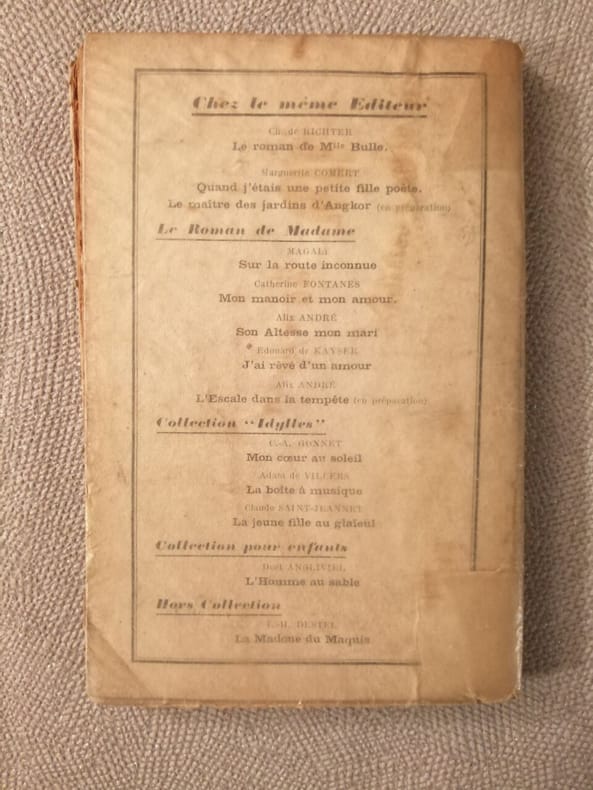 Chez le même Editeur
Ch. de RICHTER
Le roman de Mlle Bulle.
Marguerite COMERT
Quand j'étais une petite fille poète.
Le maître des jardins d'Angkor (en préparation)
Le Roman de Madame
MAGALI
Sur la route inconnue
Catherine FONTANES
Mon manoir et mon amour.
Alix ANDRÉ
Son Altesse mon mari
Edouard de KAYSER
J'ai rêvé d'un amour
Alix ANDRÉ
L'Escale dans la tempête (en préparation)
Collection "Idylles"
C.-A. GONNET
Mon cœur au soleil
Adam de VILLERS
La boîte à musique
Claude SAINT-JEANNET
La jeune fille au glaïeul
Collection pour enfants
ANGLIVIEL
L'Homme au sable
Hors Collection
DESTEL
La Madone du Maquis